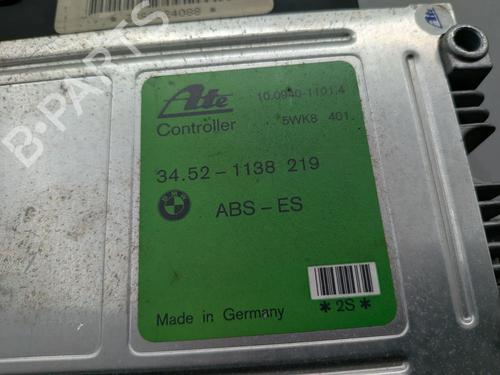 Ate
10.0940-1101.4
Controller
5WK8 401.
34.52-1138 219
BMW
ABS-ES
Made in Germany
*2S*
B-PARTS